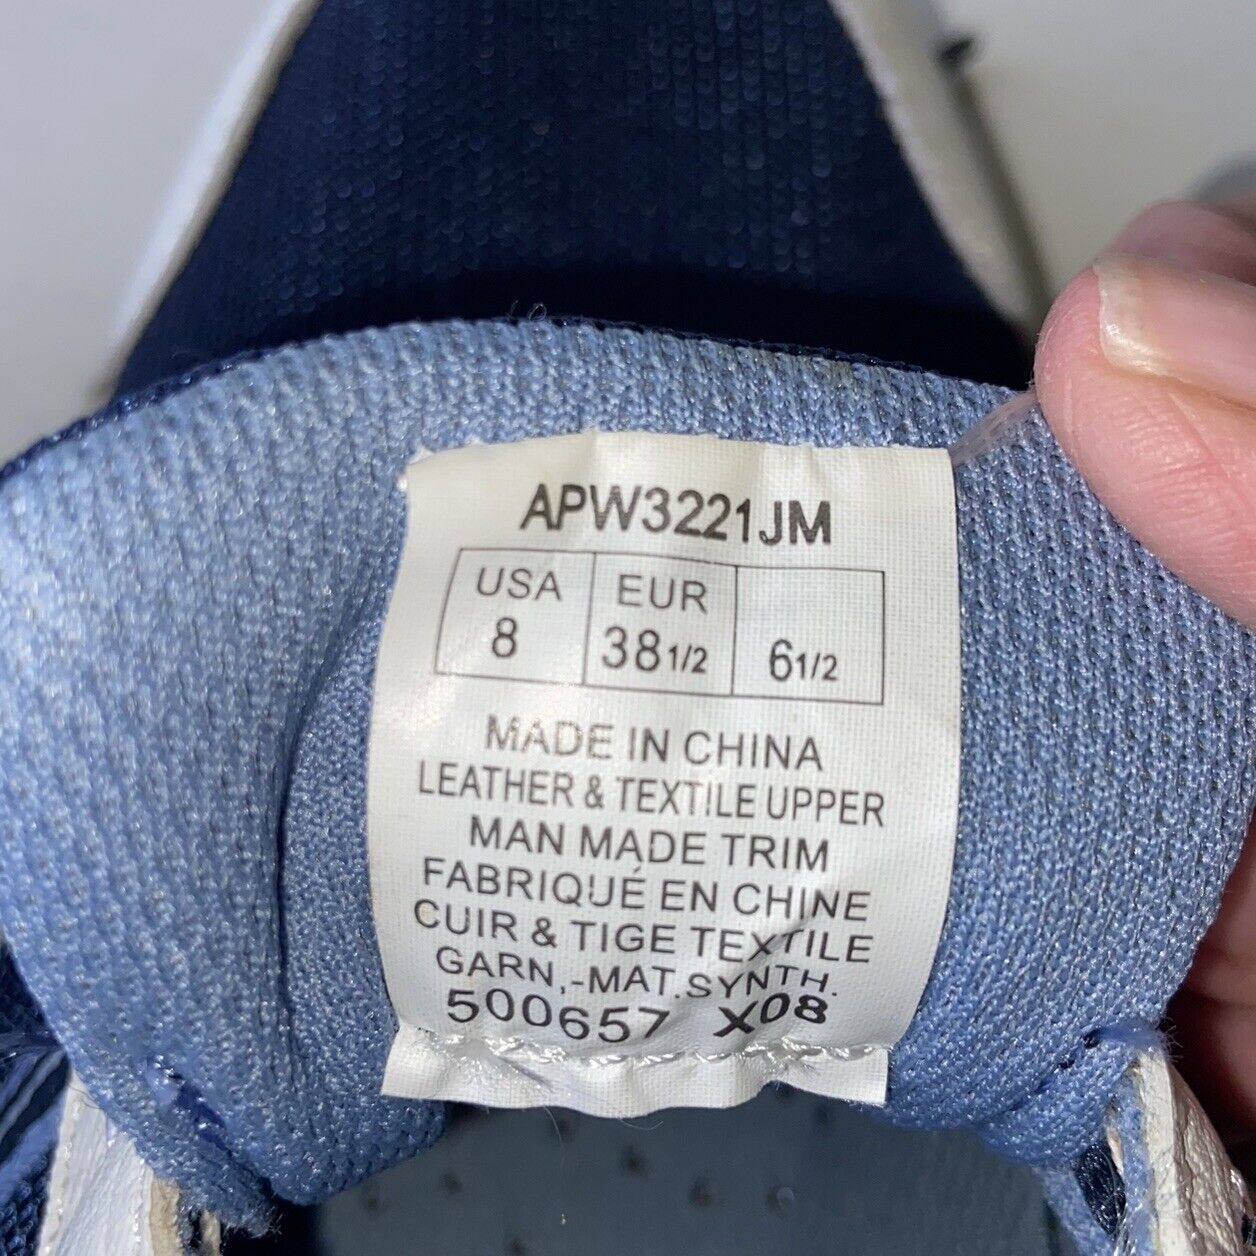 APW3221JM
USA EUR
8 38 1/2 6 1/2
MADE IN CHINA
LEATHER & TEXTILE UPPER
MAN MADE TRIM
FABRIQUÉ EN CHINE
CUIR & TIGE TEXTILE
GARN,-MAT.SYNTH.
500657 X08